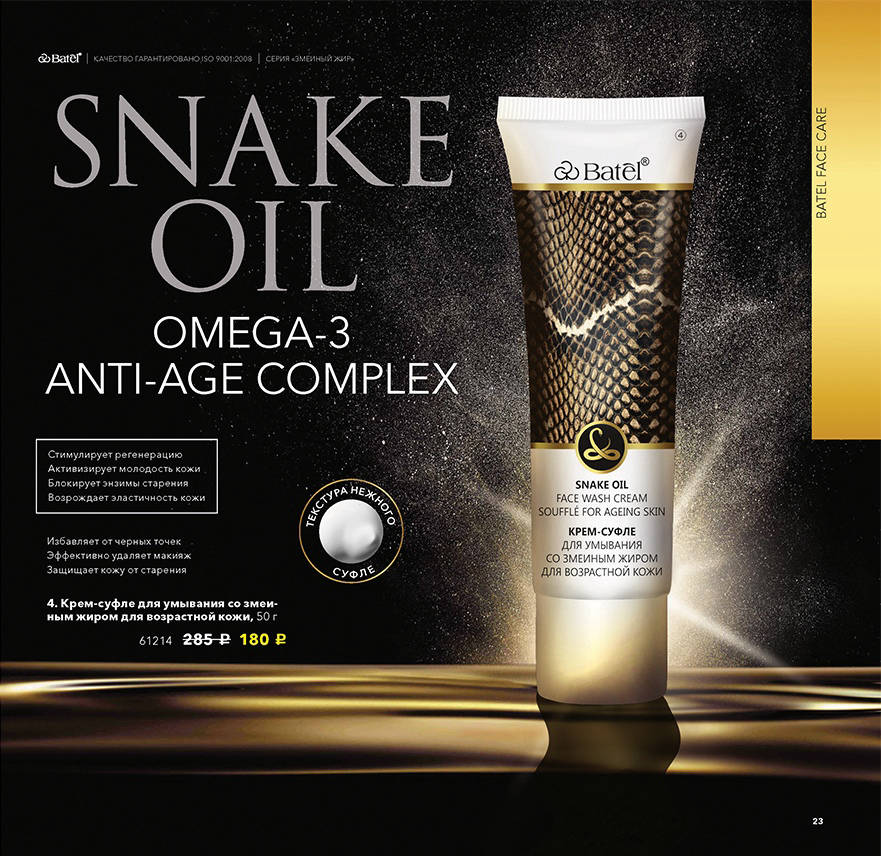 Batel | КАЧЕСТВО ГАРАНТИРОВАНО ISO 9001:2008 | СЕРИЯ «ЗМЕИНЫЙ ЖИР»
SNAKE
OIL
OMEGA-3
ANTI-AGE COMPLEX
Стимулирует регенерацию
Активизирует молодость кожи
Блокирует энзимы старения
Возрождает эластичность кожи
Избавляет от черных точек
Эффективно удаляет макияж
Защищает кожу от старения
ТЕКСТУРА НЕЖНОГО
СУФЛЕ
4. Крем-суфле для умывания со змеи-
ным жиром для возрастной кожи, 50 г
61214 285 ₽ 180 ₽
4
Batel®
SNAKE OIL
FACE WASH CREAM
SOUFFLÉ FOR AGEING SKIN
КРЕМ-СУФЛЕ
ДЛЯ УМЫВАНИЯ
СО ЗМЕИНЫМ ЖИРОМ
ДЛЯ ВОЗРАСТНОЙ КОЖИ
BATEL FACE CARE
23